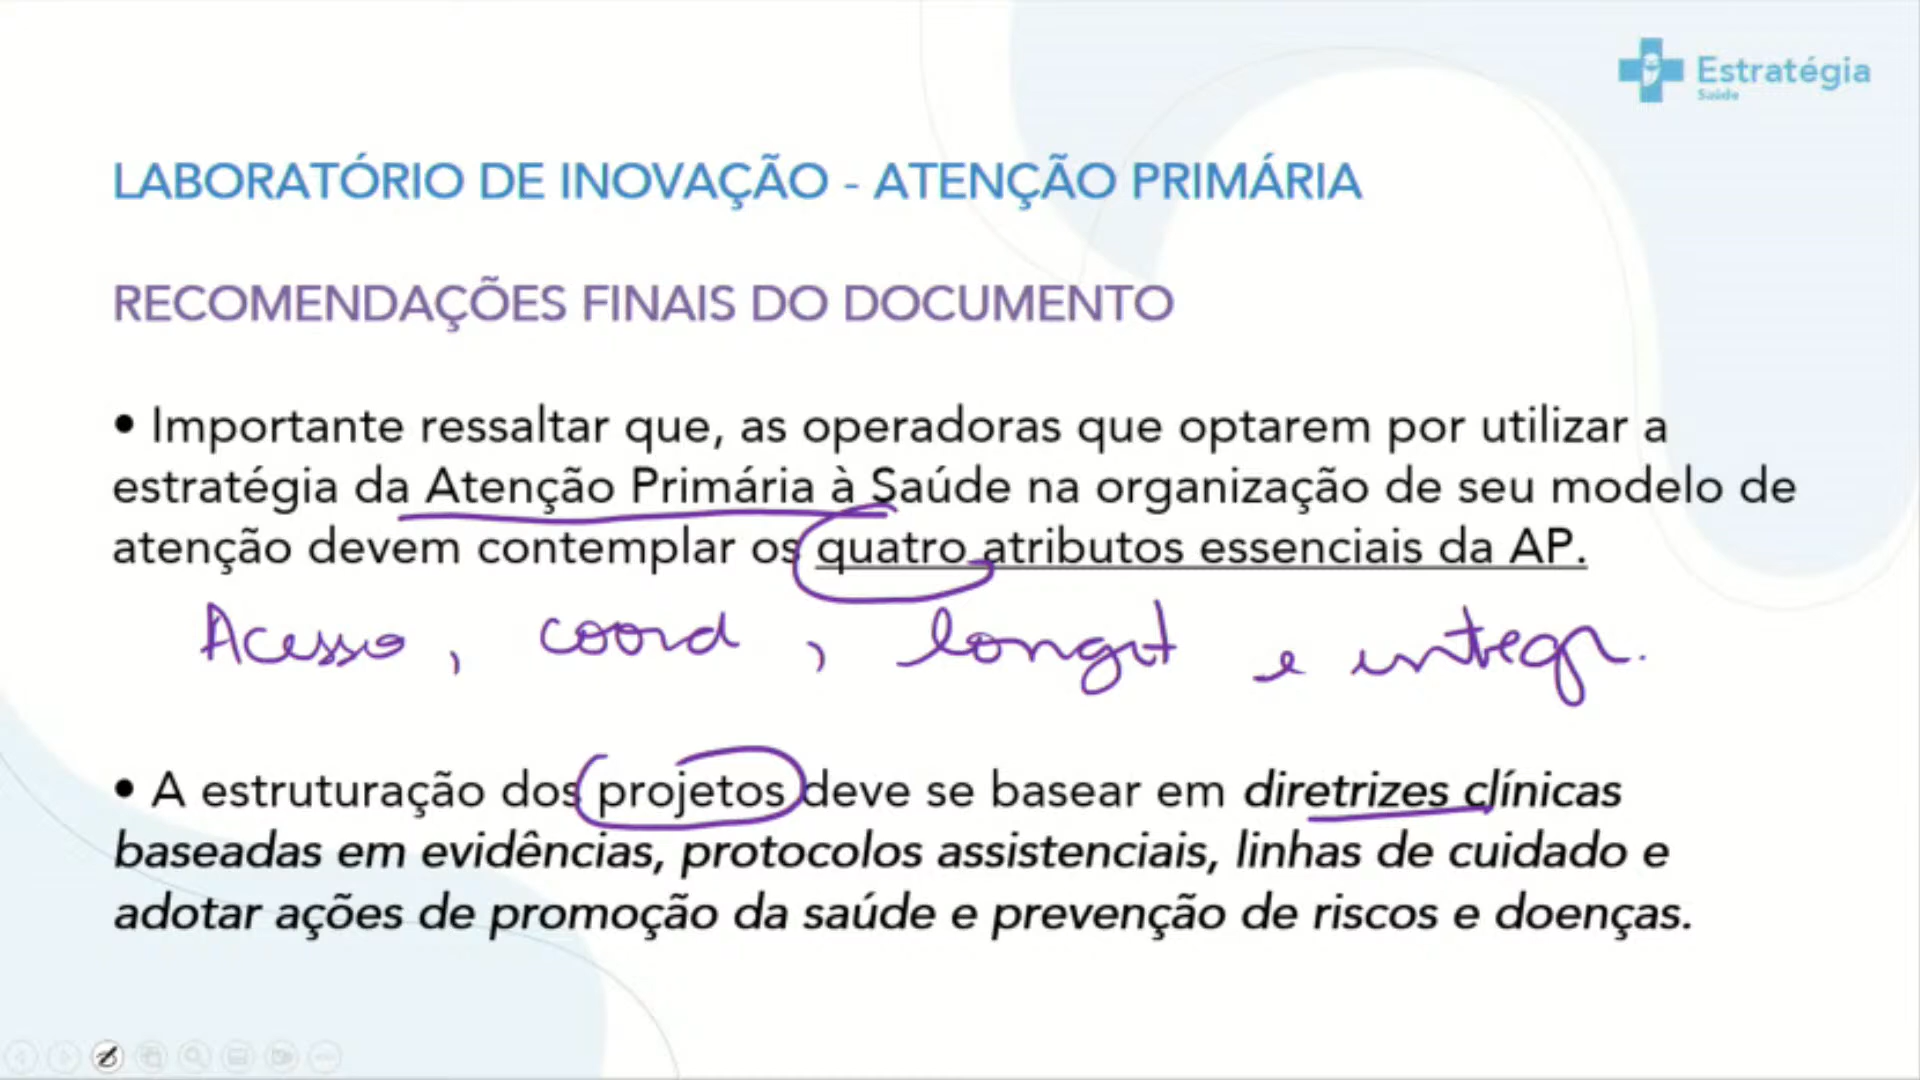 Estratégia
Saúde
LABORATÓRIO DE INOVAÇÃO - ATENÇÃO PRIMÁRIA
RECOMENDAÇÕES FINAIS DO DOCUMENTO
• Importante ressaltar que, as operadoras que optarem por utilizar a
estratégia da Atenção Primária à Saúde na organização de seu modelo de
atenção devem contemplar os quatro atributos essenciais da AP.
Acesso, coord, longit e integr.
• A estruturação dos projetos deve se basear em diretrizes clínicas
baseadas em evidências, protocolos assistenciais, linhas de cuidado e
adotar ações de promoção da saúde e prevenção de riscos e doenças.